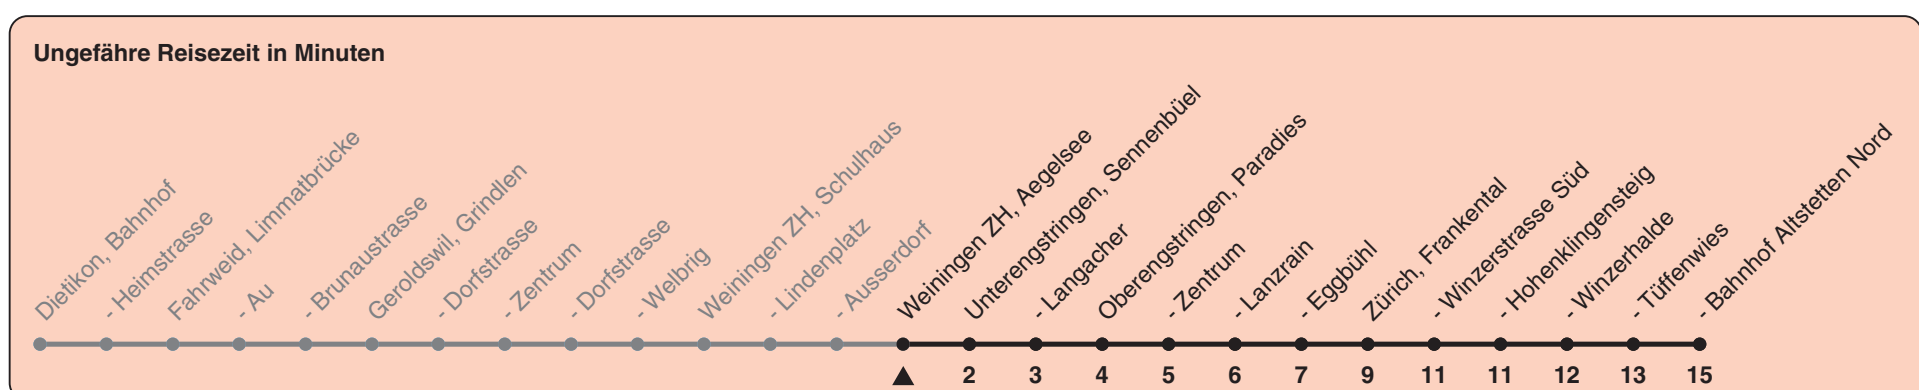 Ungefähre Reisezeit in Minuten
Dietikon, Bahnhof
- Heimstrasse
Fahrweid, Limmatbrücke
- Au
- Brunaustrasse
Geroldswil, Grindlen
- Dorfstrasse
- Zentrum
- Dorfstrasse
- Welbrig
Weiningen ZH, Schulhaus
- Lindenplatz
- Ausserdorf
Weiningen ZH, Aegelsee
Unterengstringen, Sennenbüel
- Langacher
Oberengstringen, Paradies
- Zentrum
- Lanzrain
- Eggbühl
Zürich, Frankental
- Winzerstrasse Süd
- Hohenklingensteig
- Winzerhalde
- Tüffenwies
- Bahnhof Altstetten Nord
2 3 4 5 6 7 9 11 11 12 13 15